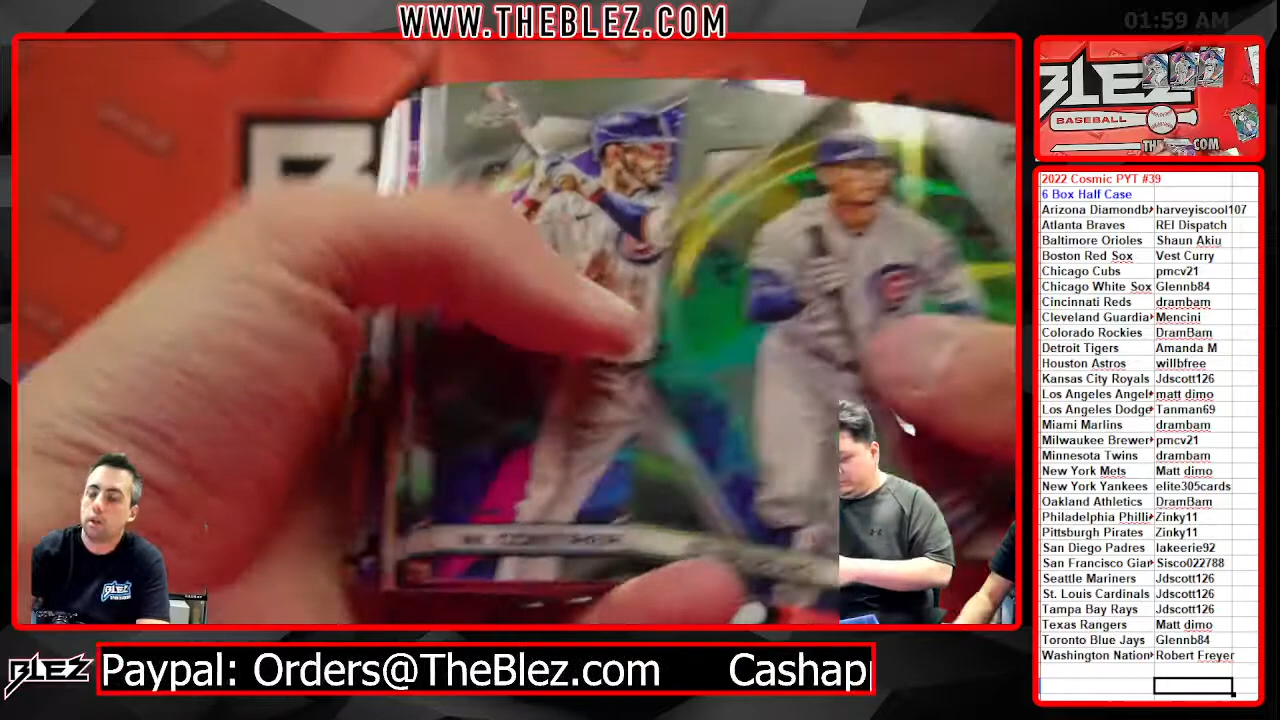 WWW.THEBLEZ.COM
01:59 AM
BLEZ
BASEBALL
.COM
2022 Cosmic PYT #39
6 Box Half Case
Arizona Diamondb harveyiscool107
Atlanta Braves REI Dispatch
Baltimore Orioles Shaun Akiu
Boston Red Sox Vest Curry
Chicago Cubs pmcv21
Chicago White Sox Glennb84
Cincinnati Reds drambam
Cleveland Guardia Mencini
Colorado Rockies DramBam
Detroit Tigers Amanda M
Houston Astros willbfree
Kansas City Royals Jdscott126
Los Angeles Angel matt dimo
Los Angeles Dodge Tanman69
Miami Marlins drambam
Milwaukee Brewer pmcv21
Minnesota Twins drambam
New York Mets Matt dimo
New York Yankees elite305cards
Oakland Athletics DramBam
Philadelphia Philli Zinky11
Pittsburgh Pirates Zinky11
San Diego Padres lakeerie92
San Francisco Giar Sisco022788
Seattle Mariners Jdscott126
St. Louis Cardinals Jdscott126
Tampa Bay Rays Jdscott126
Texas Rangers Matt dimo
Toronto Blue Jays Glennb84
Washington Nation Robert Freyer
BLEZ
BLEZ Paypal: Orders@TheBlez.com Cashap